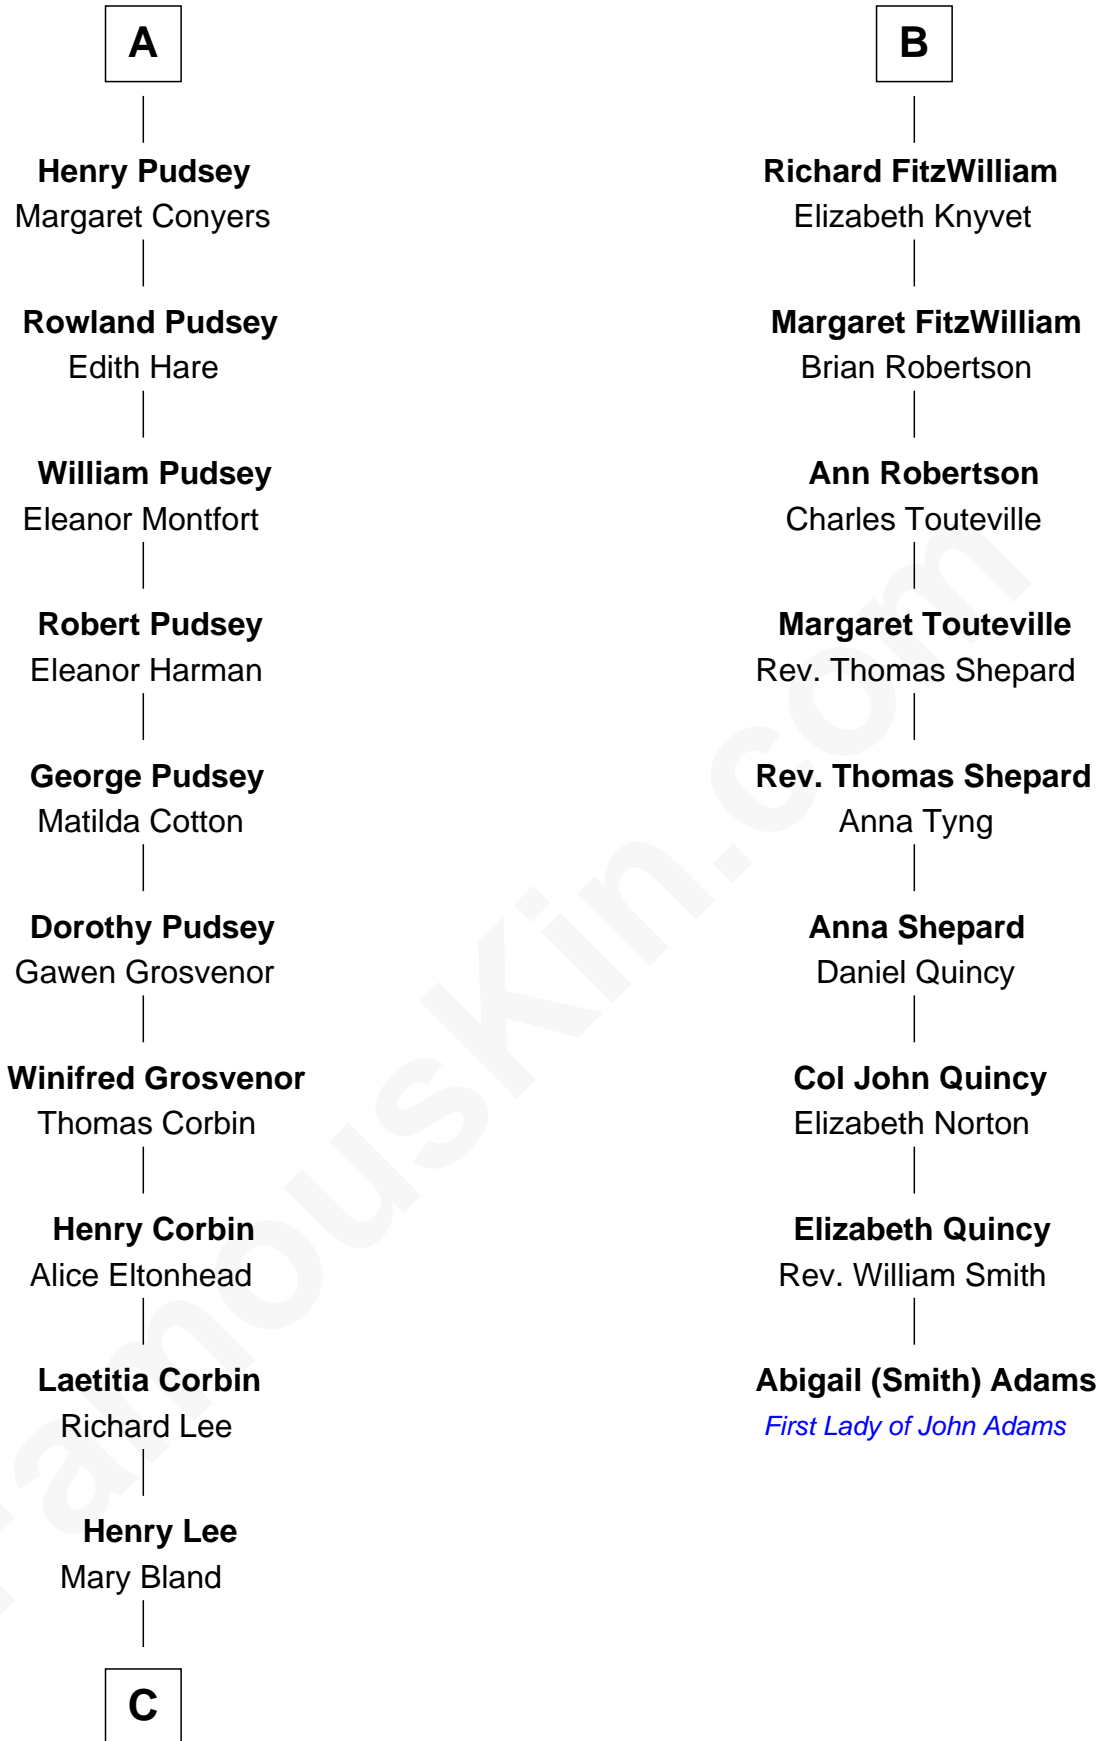 A
Henry Pudsey
Margaret Conyers
Rowland Pudsey
Edith Hare
William Pudsey
Eleanor Montfort
Robert Pudsey
Eleanor Harman
George Pudsey
Matilda Cotton
Dorothy Pudsey
Gawen Grosvenor
Winifred Grosvenor
Thomas Corbin
Henry Corbin
Alice Eltonhead
Laetitia Corbin
Richard Lee
Henry Lee
Mary Bland
C
B
Richard FitzWilliam
Elizabeth Knyvet
Margaret FitzWilliam
Brian Robertson
Ann Robertson
Charles Touteville
Margaret Touteville
Rev. Thomas Shepard
Rev. Thomas Shepard
Anna Tyng
Anna Shepard
Daniel Quincy
Col John Quincy
Elizabeth Norton
Elizabeth Quincy
Rev. William Smith
Abigail (Smith) Adams
First Lady of John Adams
FamousKin.com